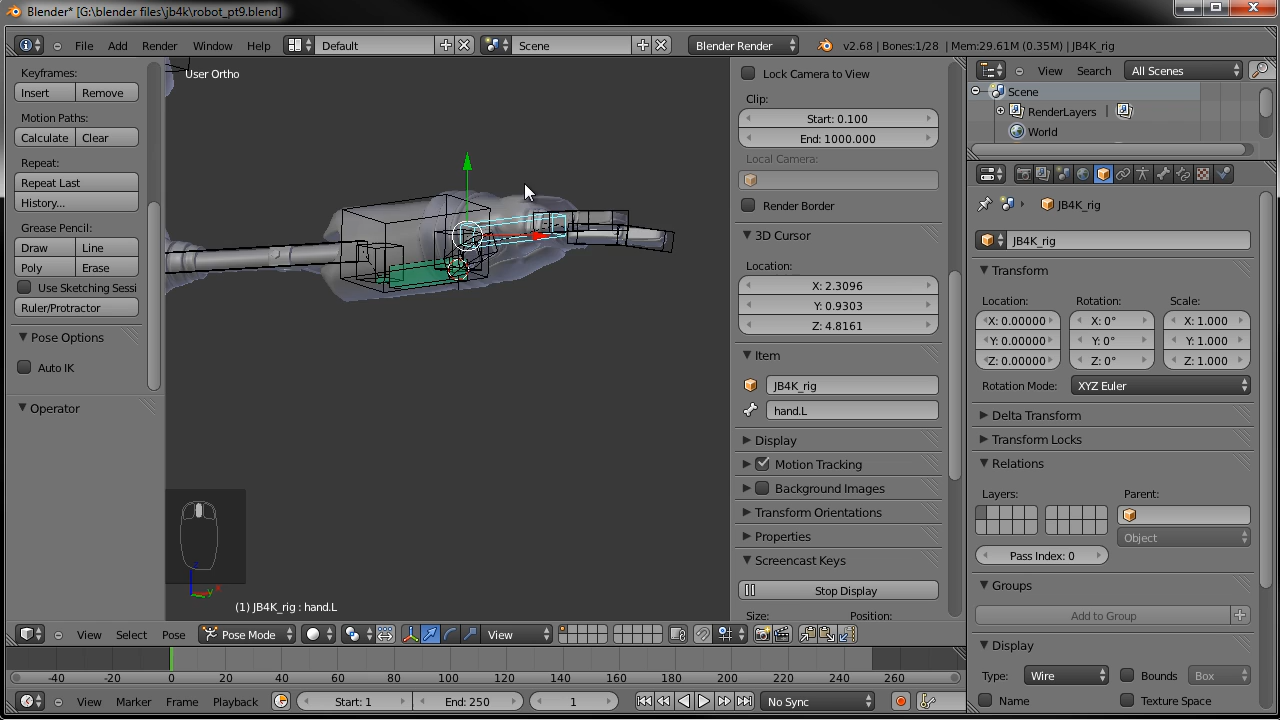 Blender* [G:\blender files\jb4k\robot_pt9.blend]
File Add Render Window Help Default Scene Blender Render v2.68 | Bones:1/28 | Mem:29.61M (0.35M) | JB4K_rig
Keyframes:
Insert Remove
Motion Paths:
Calculate Clear
Repeat:
Repeat Last
History...
Grease Pencil:
Draw Line
Poly Erase
Use Sketching Sessi
Ruler/Protractor
Pose Options
Auto IK
Operator
User Ortho
(1) JB4K_rig : hand.L
Lock Camera to View
Clip:
Start: 0.100
End: 1000.000
Local Camera:
Render Border
3D Cursor
Location:
X: 2.3096
Y: 0.9303
Z: 4.8161
Item
JB4K_rig
hand.L
Display
Motion Tracking
Background Images
Transform Orientations
Properties
Screencast Keys
Stop Display
Size: Position:
View Search All Scenes
Scene
RenderLayers |
World
JB4K_rig
JB4K_rig
Transform
Location: Rotation: Scale:
X: 0.00000 X: 0° X: 1.000
Y: 0.00000 Y: 0° Y: 1.000
Z: 0.00000 Z: 0° Z: 1.000
Rotation Mode: XYZ Euler
Delta Transform
Transform Locks
Relations
Layers: Parent:
Object
Pass Index: 0
Groups
Add to Group
Display
Type: Wire Bounds Box
Name Texture Space
View Select Pose Pose Mode View
-40 -20 0 20 40 60 80 100 120 140 160 180 200 220 240 260
View Marker Frame Playback Start: 1 End: 250 1 No Sync